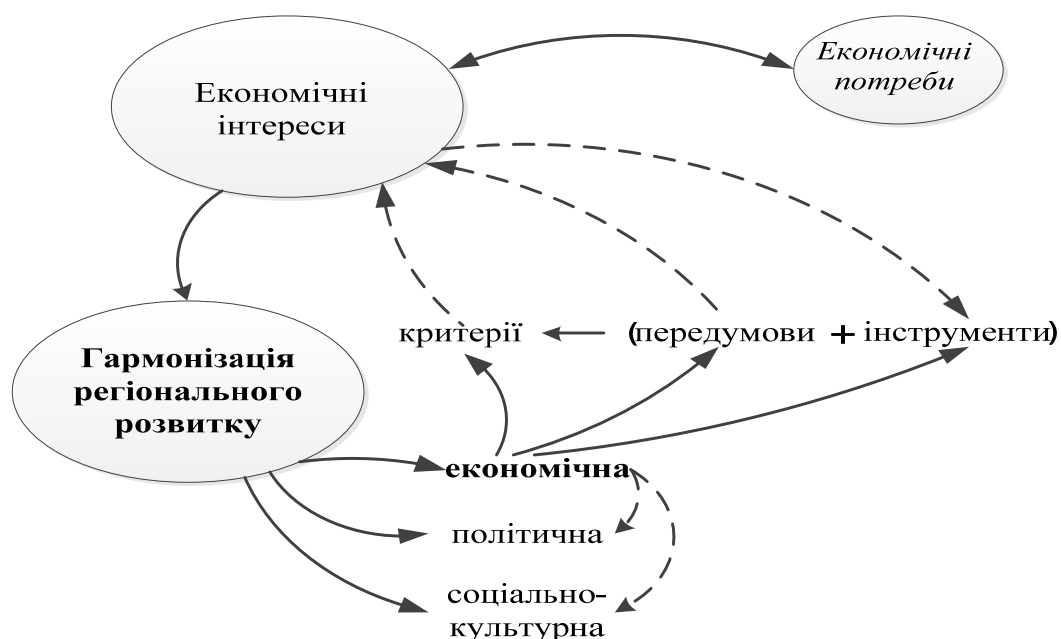 Економічні
інтереси
Економічні
потреби
Гармонізація
регіонального
розвитку
критерії
(передумови + інструменти)
економічна
політична
соціально-
культурна